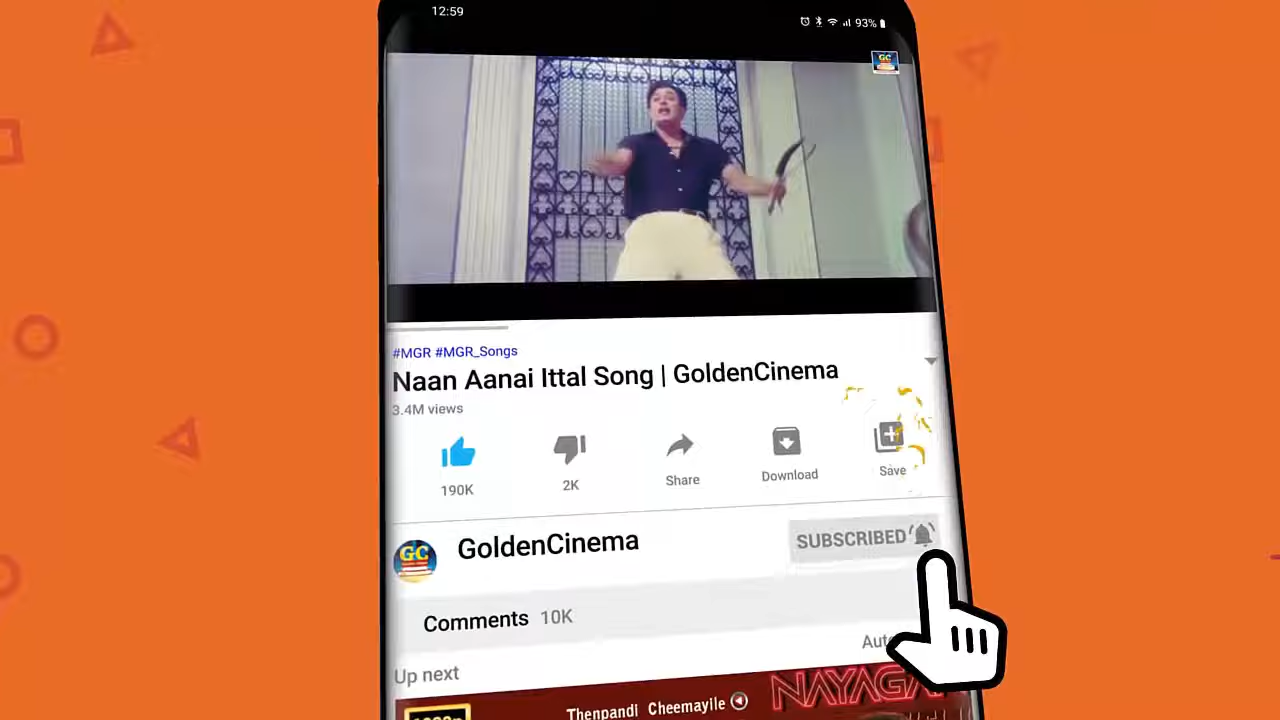 12:59
93%
GC
#MGR #MGR_Songs
Naan Aanai Ittal Song | GoldenCinema
3.4M views
190K
2K
Share
Download
Save
GC
GoldenCinema
SUBSCRIBED
Comments 10K
Up next
Thenpandi Cheemayile